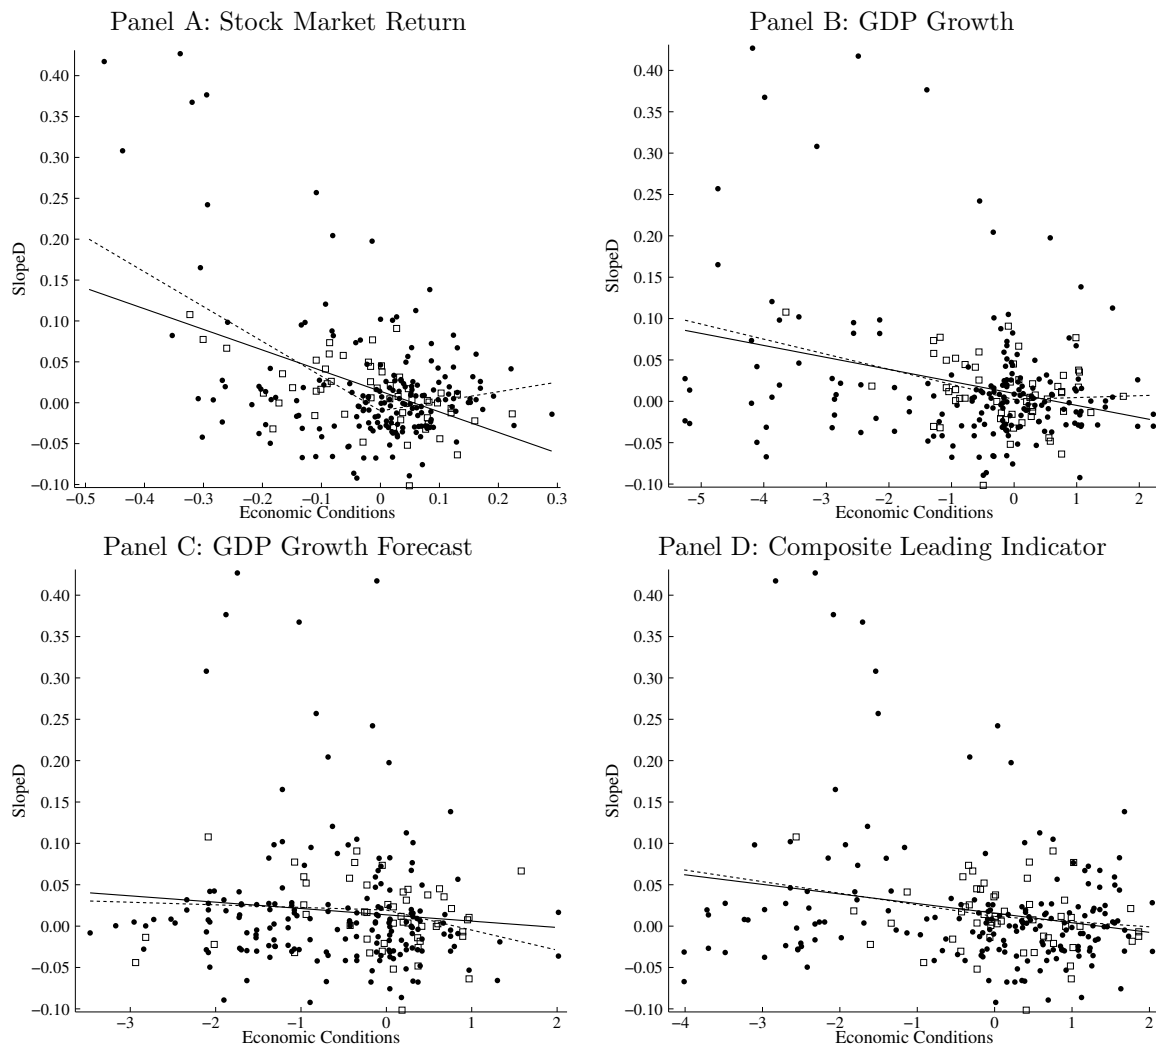 Panel A: Stock Market Return
0.40
0.35
0.30
0.25
0.20
0.15
0.10
0.05
0.00
−0.05
−0.10
SlopeD
−0.5 −0.4 −0.3 −0.2 −0.1 0 0.1 0.2 0.3
Economic Conditions
Panel B: GDP Growth
0.40
0.35
0.30
0.25
0.20
0.15
0.10
0.05
0.00
−0.05
−0.10
SlopeD
−5 −4 −3 −2 −1 0 1 2
Economic Conditions
Panel C: GDP Growth Forecast
0.40
0.35
0.30
0.25
0.20
0.15
0.10
0.05
0.00
−0.05
−0.10
SlopeD
−3 −2 −1 0 1 2
Economic Conditions
Panel D: Composite Leading Indicator
0.40
0.35
0.30
0.25
0.20
0.15
0.10
0.05
0.00
−0.05
−0.10
SlopeD
−4 −3 −2 −1 0 1 2
Economic Conditions